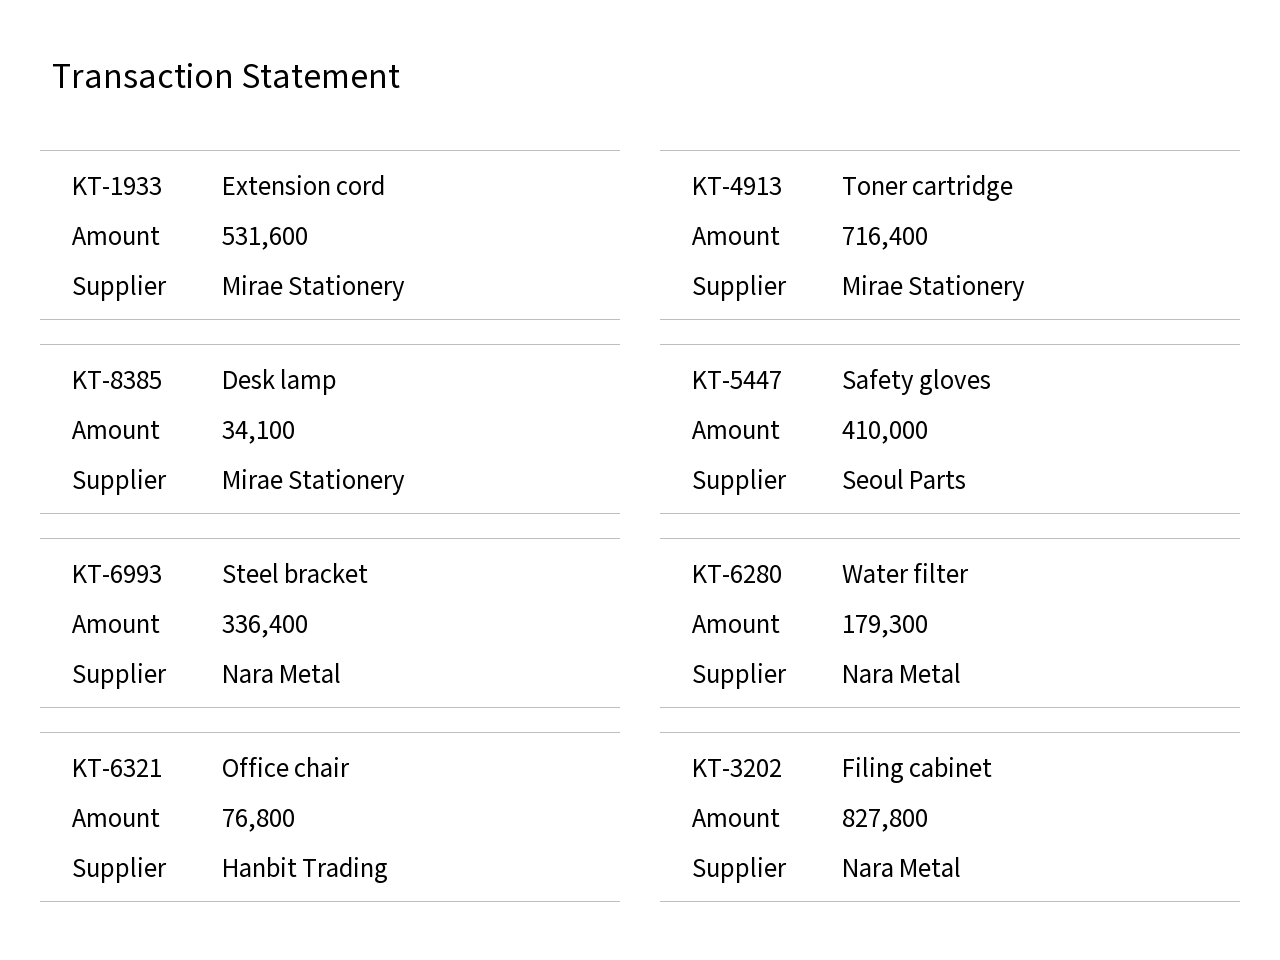 Transaction Statement
KT-1933 Extension cord
Amount 531,600
Supplier Mirae Stationery
KT-4913 Toner cartridge
Amount 716,400
Supplier Mirae Stationery
KT-8385 Desk lamp
Amount 34,100
Supplier Mirae Stationery
KT-5447 Safety gloves
Amount 410,000
Supplier Seoul Parts
KT-6993 Steel bracket
Amount 336,400
Supplier Nara Metal
KT-6280 Water filter
Amount 179,300
Supplier Nara Metal
KT-6321 Office chair
Amount 76,800
Supplier Hanbit Trading
KT-3202 Filing cabinet
Amount 827,800
Supplier Nara Metal